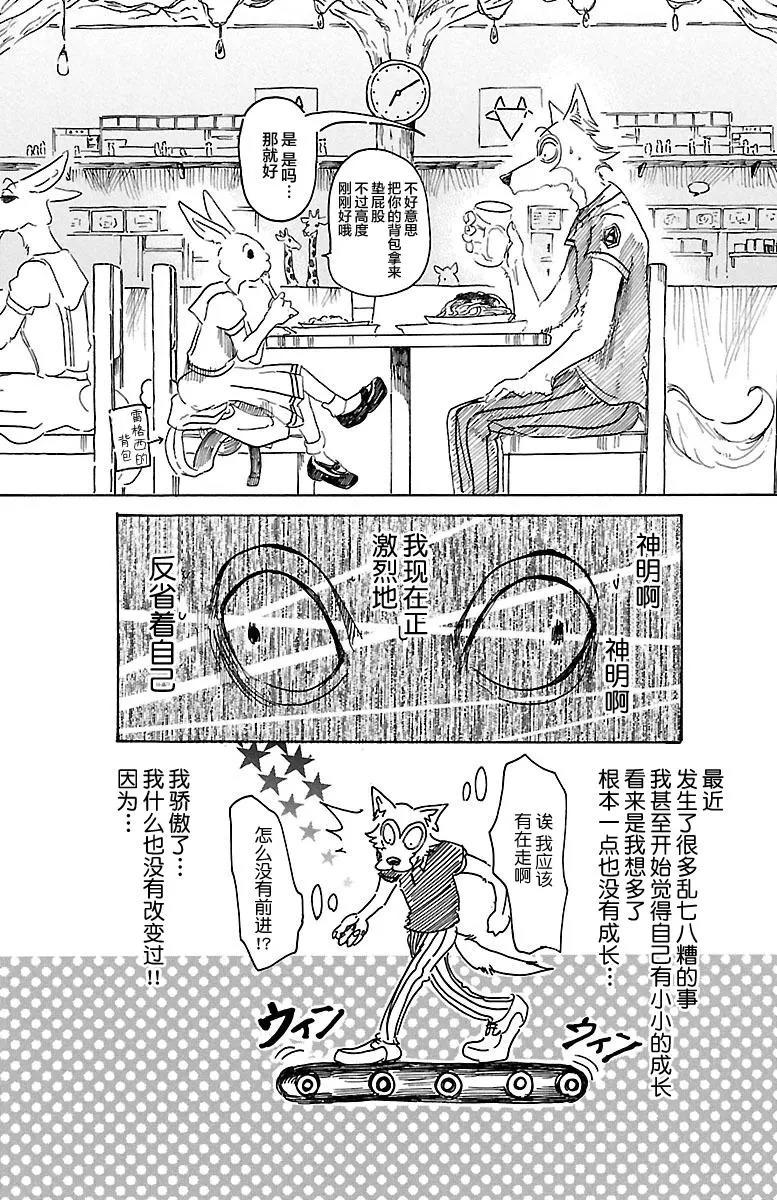 不好意思
把你的背包拿来
垫屁股
不过高度
刚刚好哦
是 是吗…
那就好
雷格西的
背包
神明啊
神明啊
我现在正
激烈地
反省着自己
最近
发生了很多乱七八糟的事
我甚至开始觉得自己有小小的成长
看来是我想多了
根本一点也没有成长…
诶 我应该
有在走啊
怎么没有前进!?
我骄傲了…
我什么也没有改变过!!
因为…
ウィン
ウィン